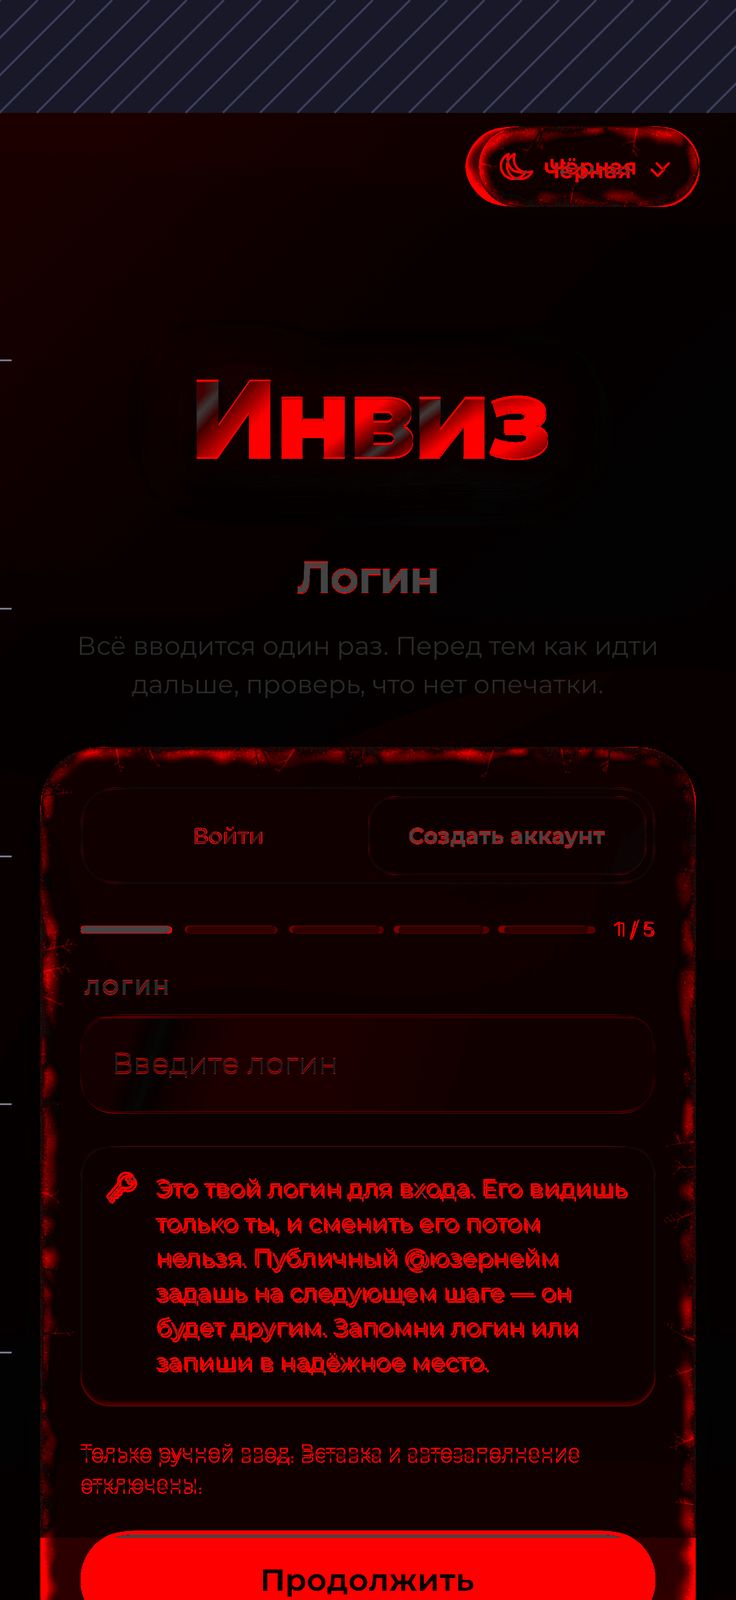 Чёрная
Инвиз
Логин
Всё вводится один раз. Перед тем как идти
дальше, проверь, что нет опечатки.
Войти
Создать аккаунт
1/5
ЛОГИН
Введите логин
Это твой логин для входа. Его видишь
только ты, и сменить его потом
нельзя. Публичный @юзернейм
задашь на следующем шаге — он
будет другим. Запомни логин или
запиши в надёжное место.
Только ручной ввод. Вставка и автозаполнение
отключены.
Продолжить